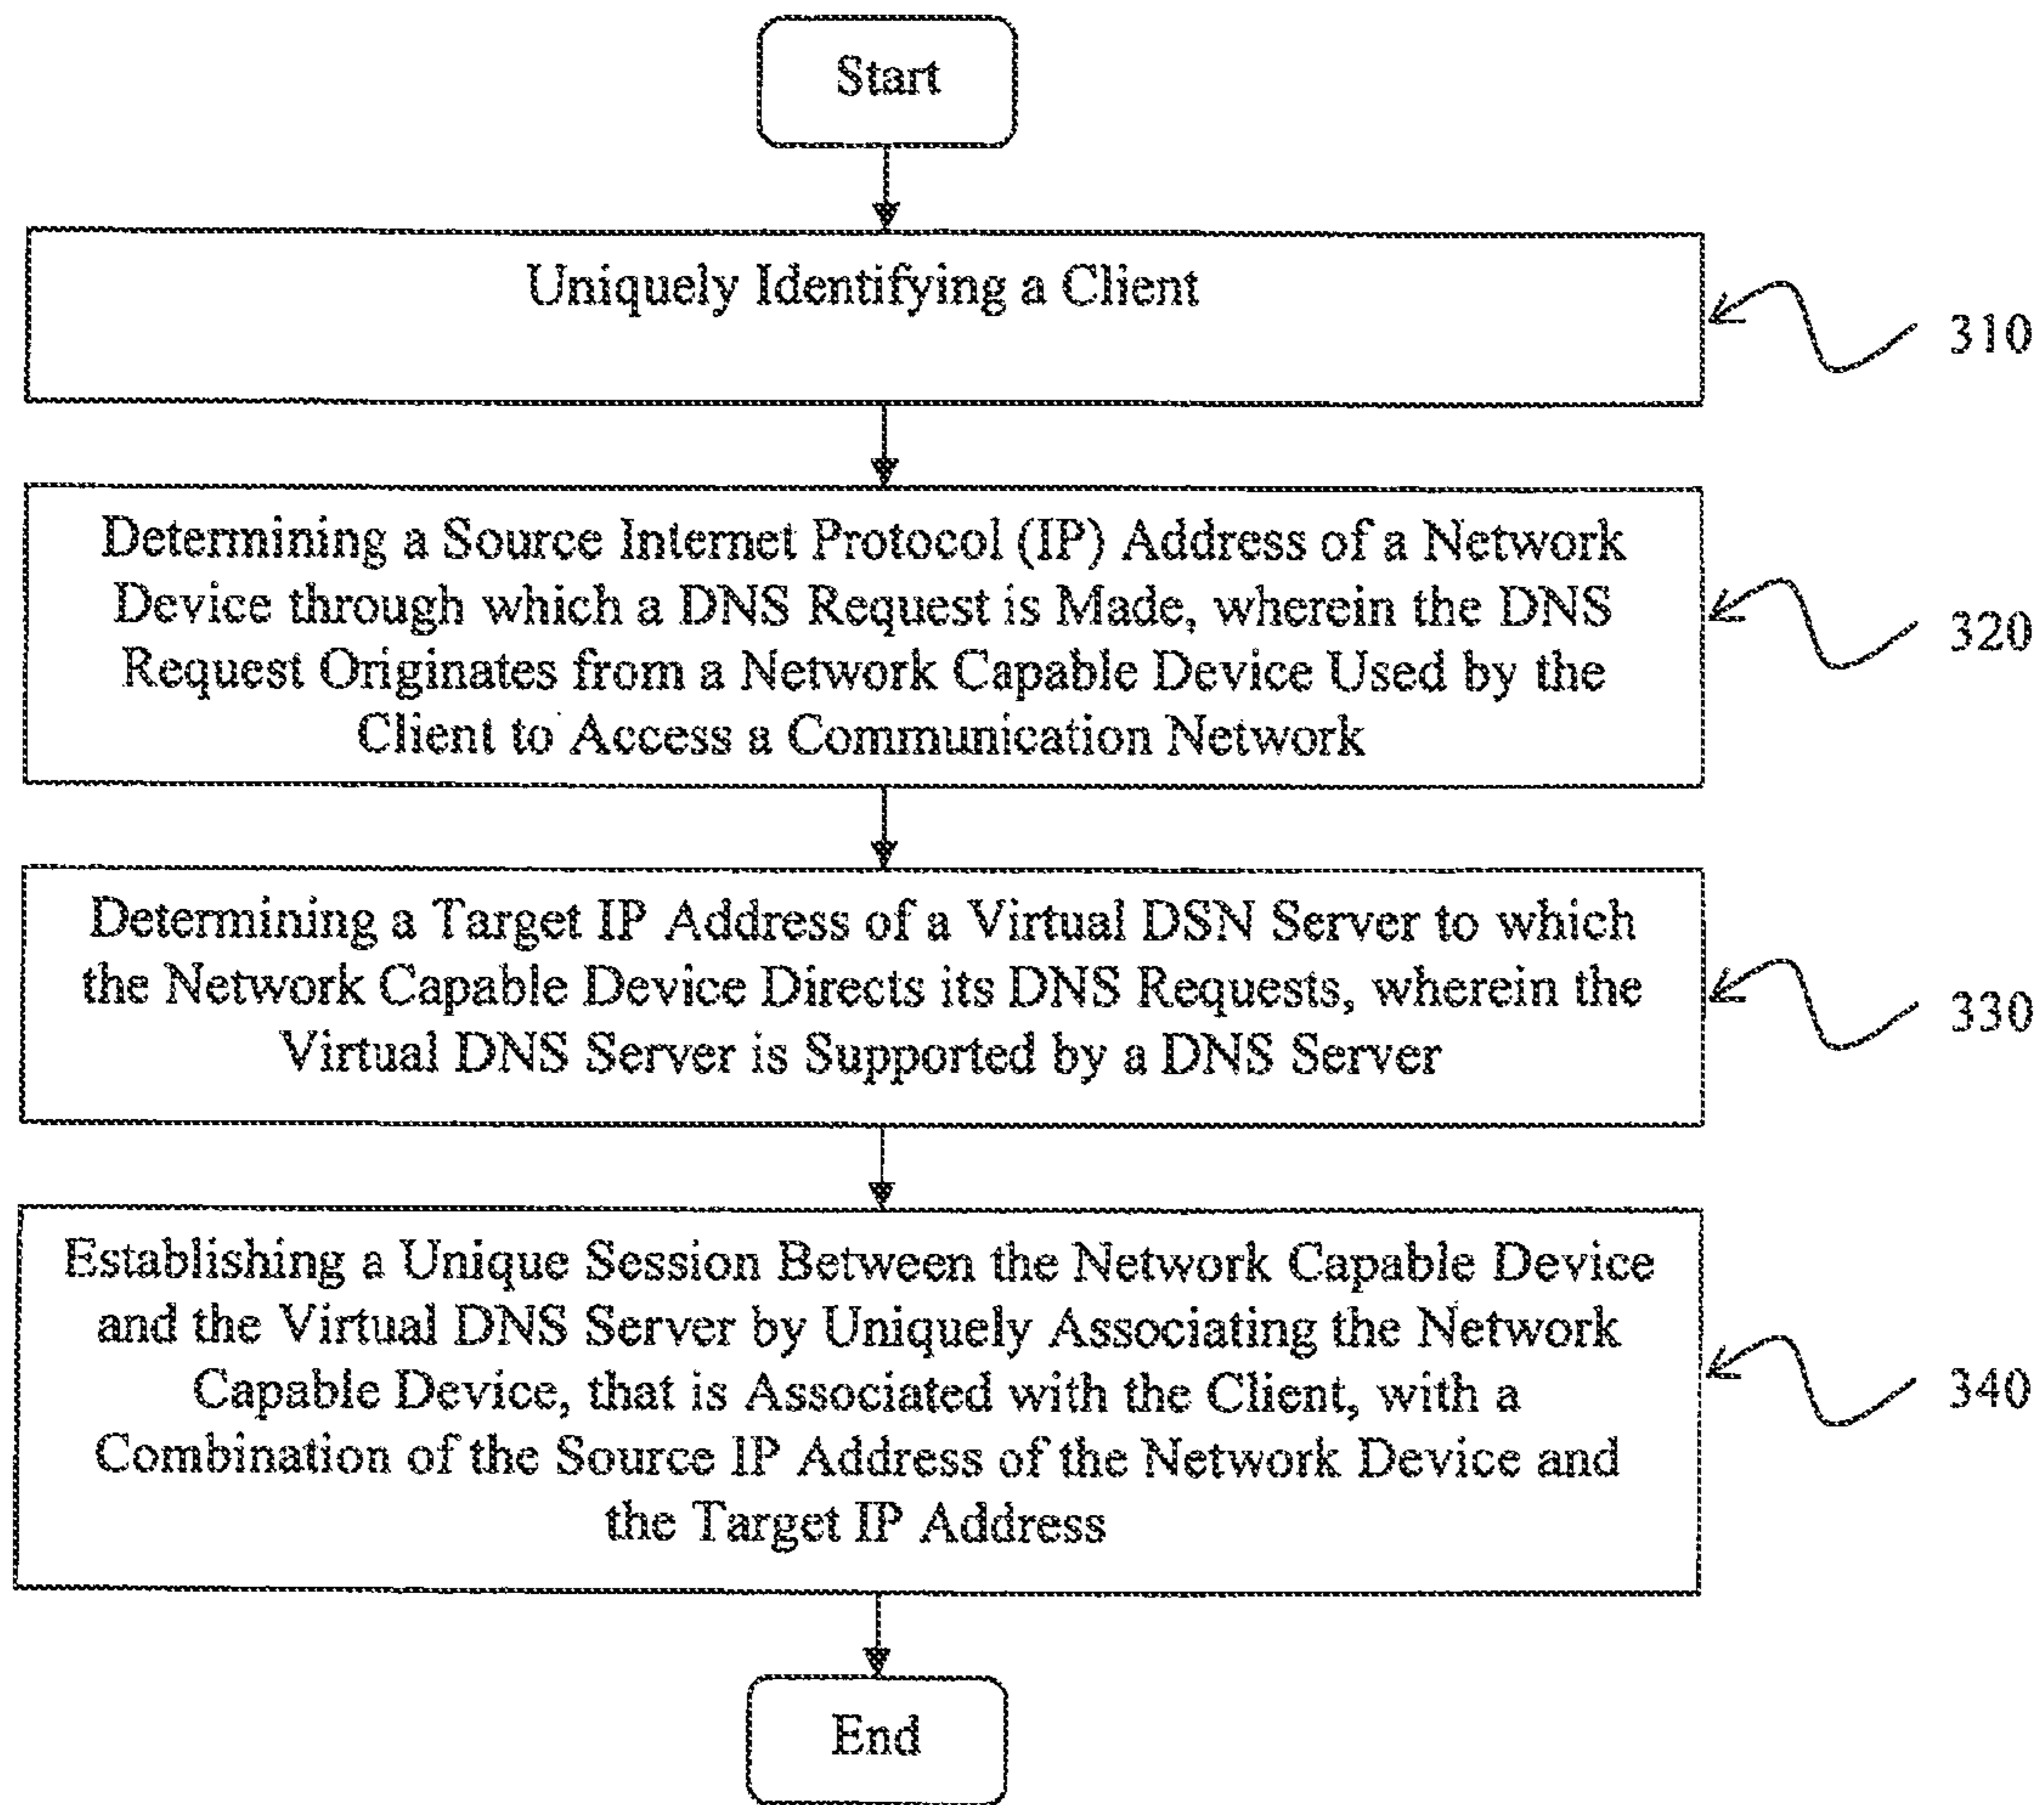 Start
Uniquely Identifying a Client
310
Determining a Source Internet Protocol (IP) Address of a Network
Device through which a DNS Request is Made, wherein the DNS
Request Originates from a Network Capable Device Used by the
Client to Access a Communication Network
320
Determining a Target IP Address of a Virtual DSN Server to which
the Network Capable Device Directs its DNS Requests, wherein the
Virtual DNS Server is Supported by a DNS Server
330
Establishing a Unique Session Between the Network Capable Device
and the Virtual DNS Server by Uniquely Associating the Network
Capable Device, that is Associated with the Client, with a
Combination of the Source IP Address of the Network Device and
the Target IP Address
340
End